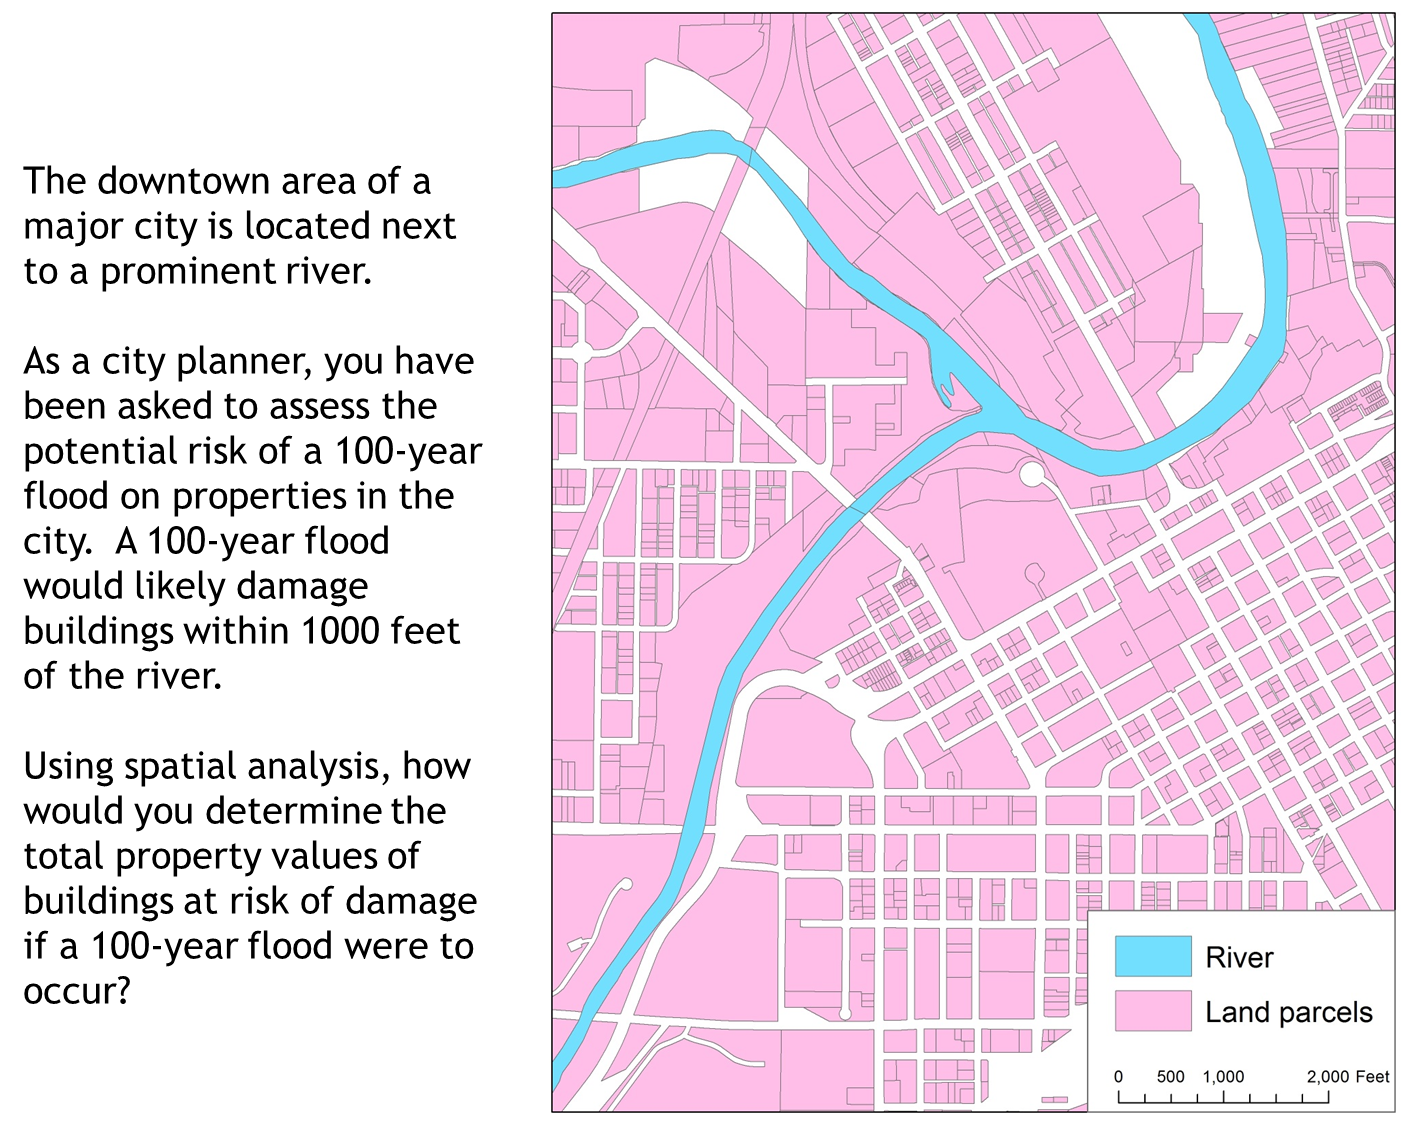 The downtown area of a
major city is located next
to a prominent river.
As a city planner, you have
been asked to assess the
potential risk of a 100-year
flood on properties in the
city.  A 100-year flood
would likely damage
buildings within 1000 feet
of the river.
Using spatial analysis, how
would you determine the
total property values of
buildings at risk of damage
if a 100-year flood were to
occur?
River
Land parcels
0 500 1,000 2,000 Feet